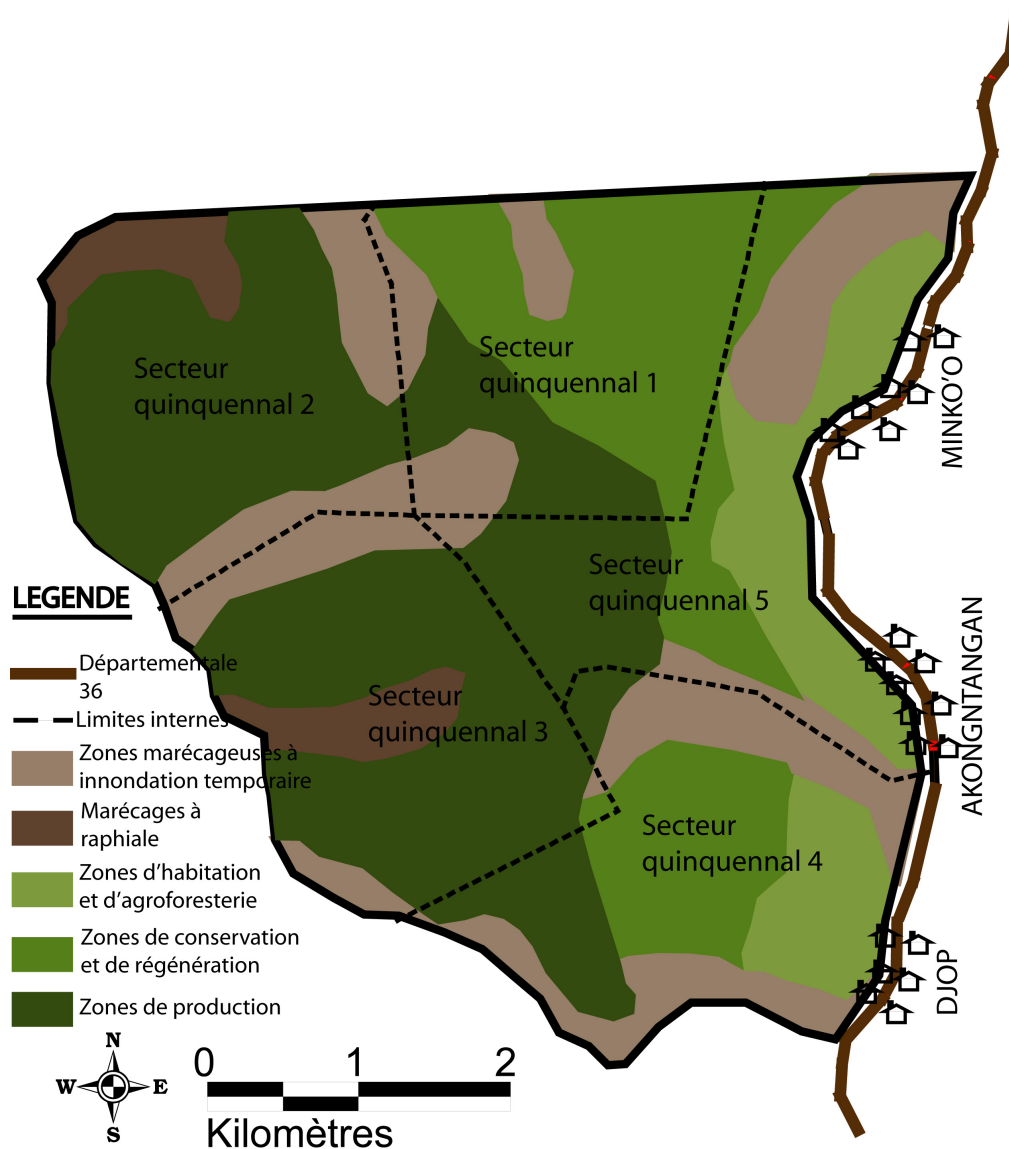 Secteur
quinquennal 1
Secteur
quinquennal 2
MINKO'O
Secteur
quinquennal 5
AKONGNTANGAN
Secteur
quinquennal 3
Secteur
quinquennal 4
DJOP
LEGENDE
Départementale
36
Limites internes
Zones marécageuses à
innondation temporaire
Marécages à
raphiale
Zones d'habitation
et d'agroforesterie
Zones de conservation
et de régénération
Zones de production
N
W E
S
0 1 2
Kilomètres